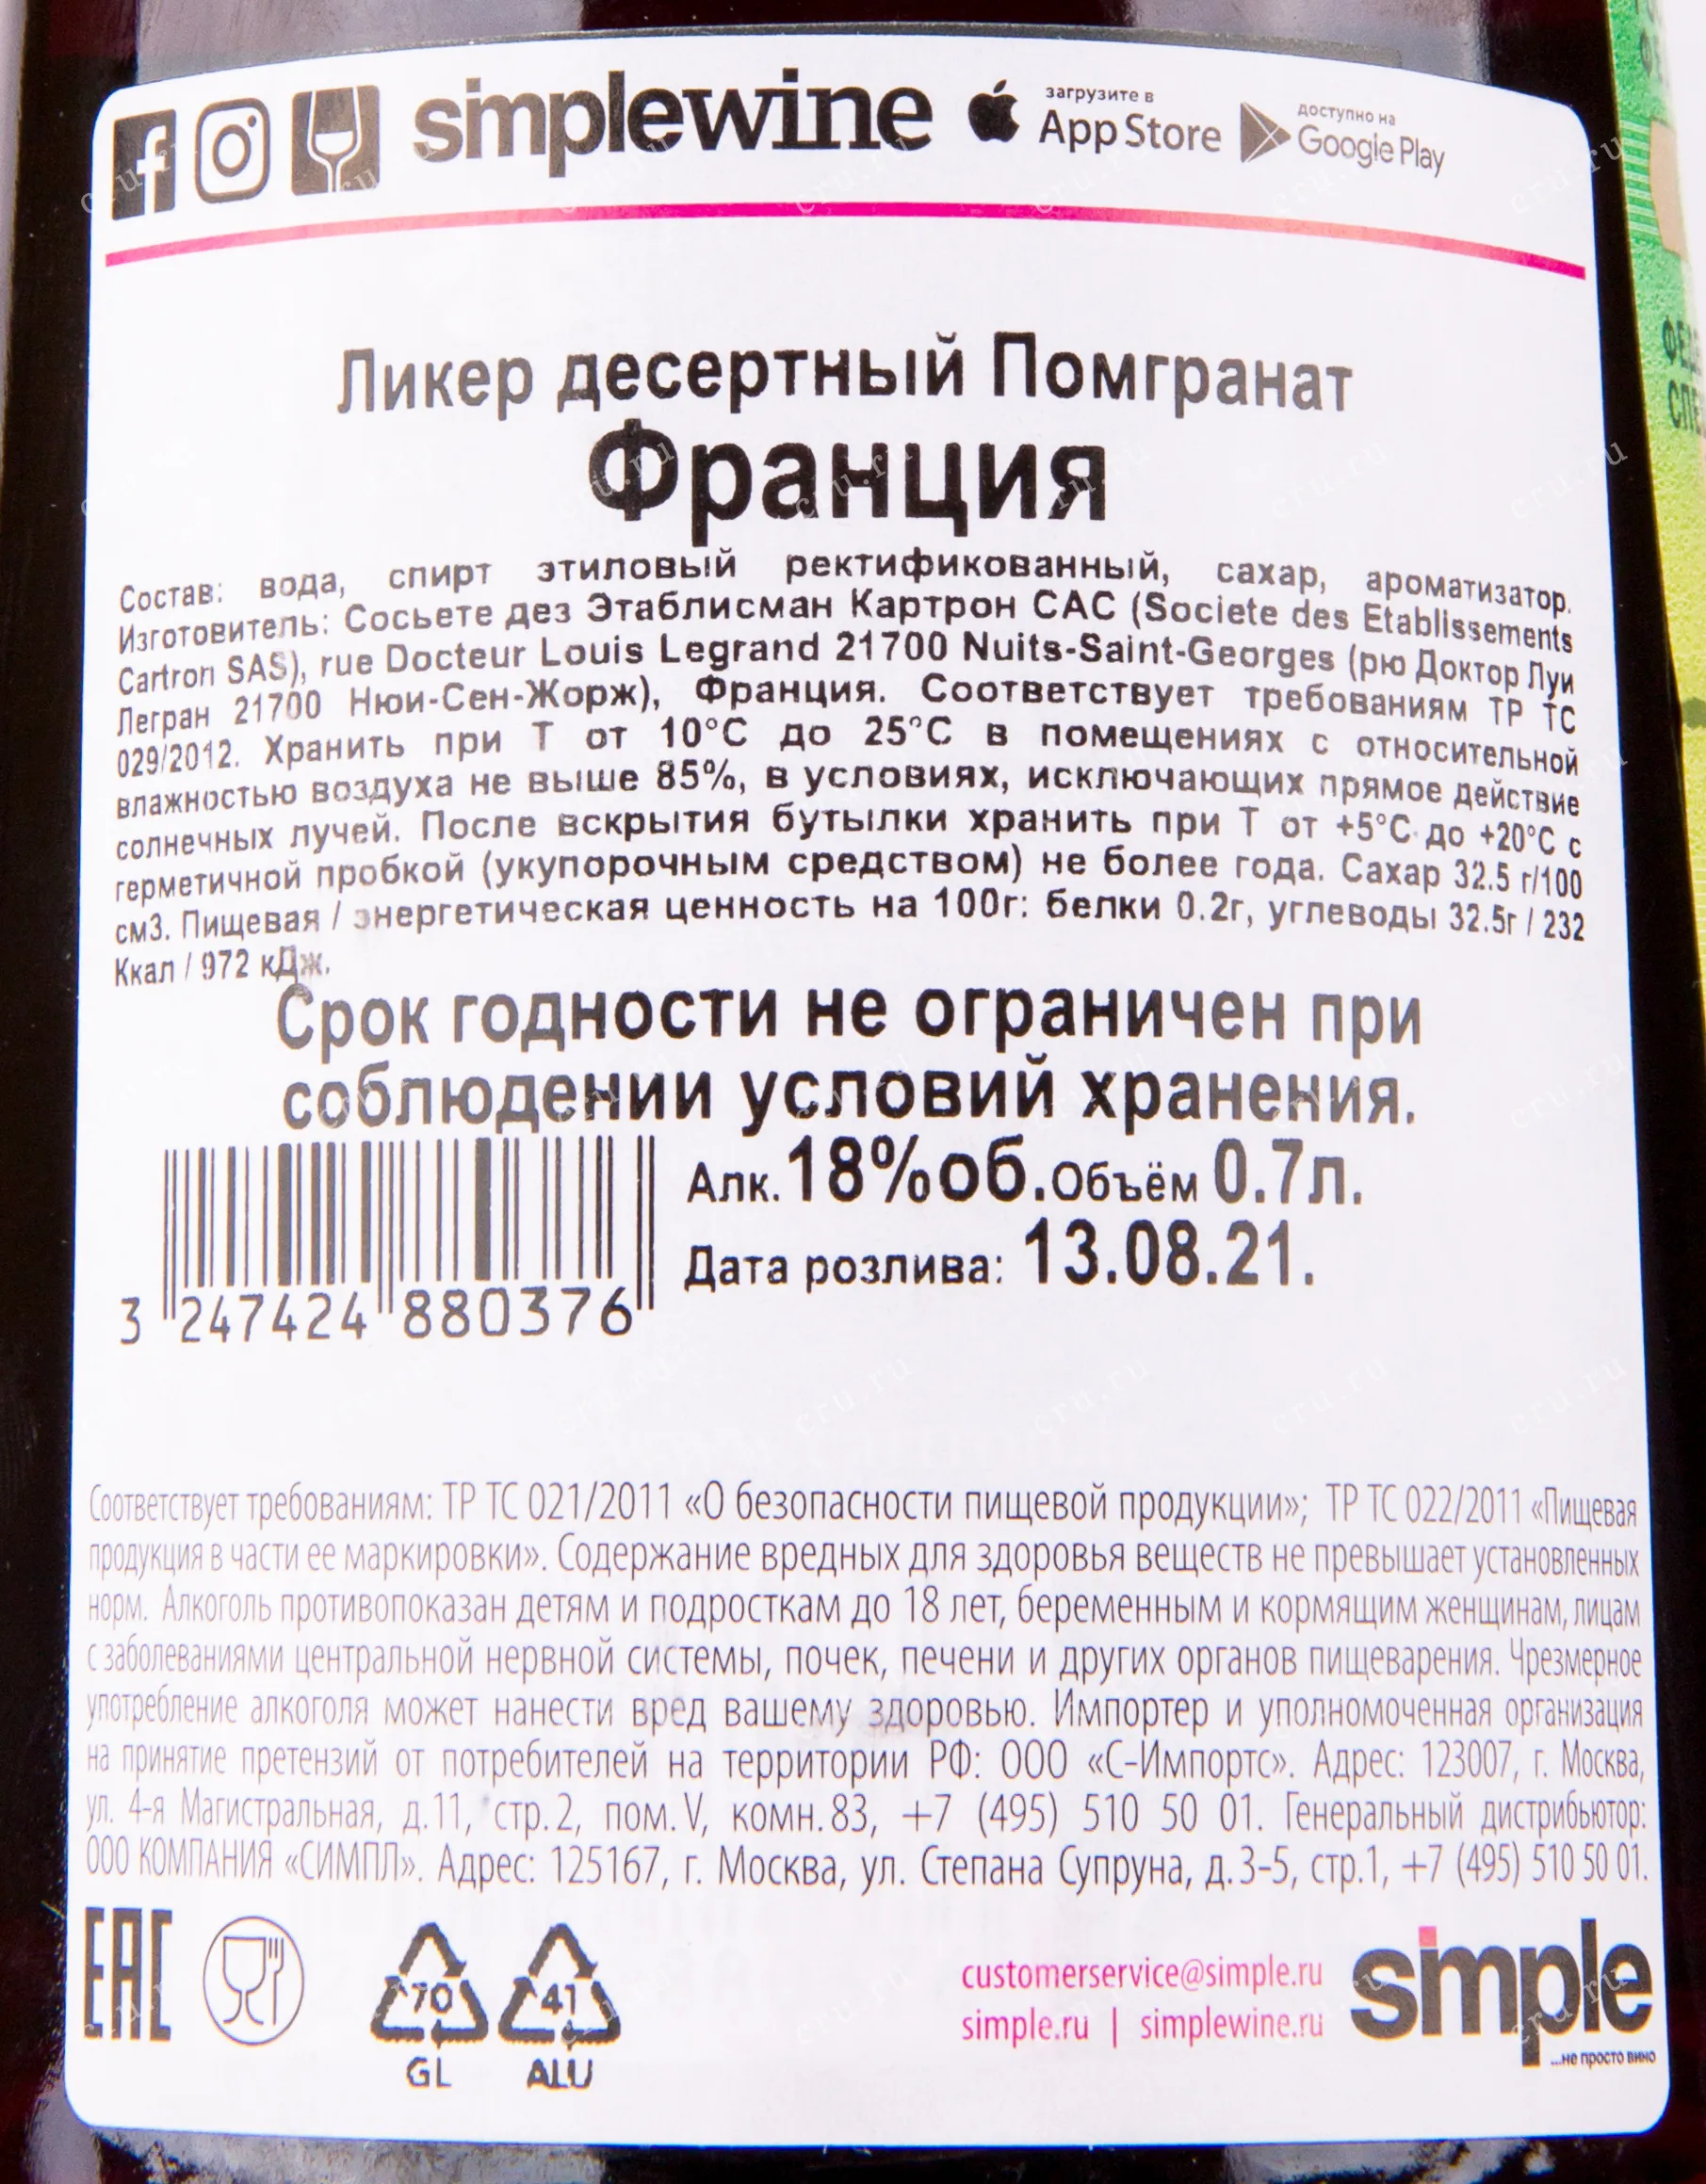 simplewine загрузите в App Store доступно на Google Play
Ликер десертный Помгранат
Франция
Состав: вода, спирт этиловый ректификованный, сахар, ароматизатор.
Изготовитель: Сосьете дез Этаблисман Картрон САС (Societe des Etablissements
Cartron SAS), rue Docteur Louis Legrand 21700 Nuits-Saint-Georges (рю Доктор Луи
Легран 21700 Нюи-Сен-Жорж), Франция. Соответствует требованиям ТР ТС
029/2012. Хранить при Т от 10°С до 25°С в помещениях с относительной
влажностью воздуха не выше 85%, в условиях, исключающих прямое действие
солнечных лучей. После вскрытия бутылки хранить при Т от +5°С до +20°С с
герметичной пробкой (укупорочным средством) не более года. Сахар 32.5 г/100
см3. Пищевая / энергетическая ценность на 100г: белки 0.2г, углеводы 32.5г / 232
Ккал / 972 кДж.
Срок годности не ограничен при
соблюдении условий хранения.
Алк. 18%об. Объём 0.7л.
Дата розлива: 13.08.21.
3 247424 880376
Соответствует требованиям: ТР ТС 021/2011 «О безопасности пищевой продукции»; ТР ТС 022/2011 «Пищевая
продукция в части ее маркировки». Содержание вредных для здоровья веществ не превышает установленных
норм. Алкоголь противопоказан детям и подросткам до 18 лет, беременным и кормящим женщинам, лицам
с заболеваниями центральной нервной системы, почек, печени и других органов пищеварения. Чрезмерное
употребление алкоголя может нанести вред вашему здоровью. Импортер и уполномоченная организация
на принятие претензий от потребителей на территории РФ: ООО «С-Импортс». Адрес: 123007, г. Москва,
ул. 4-я Магистральная, д.11, стр.2, пом.V, комн.83, +7 (495) 510 50 01. Генеральный дистрибьютор:
ООО КОМПАНИЯ «СИМПЛ». Адрес: 125167, г. Москва, ул. Степана Супруна, д.3-5, стр.1, +7 (495) 510 50 01.
EAC
70 41
GL ALU
customerservice@simple.ru
simple.ru | simplewine.ru
simple
...не просто вино
cru.ru